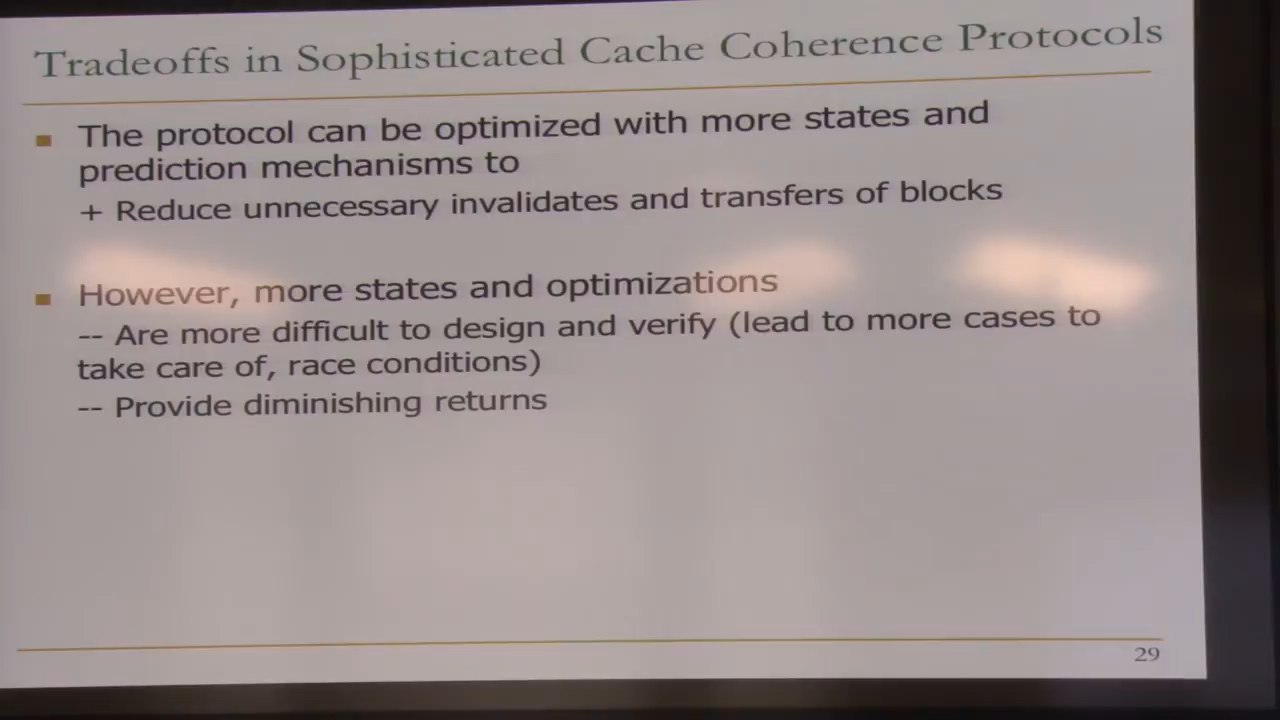 Tradeoffs in Sophisticated Cache Coherence Protocols
The protocol can be optimized with more states and
prediction mechanisms to
+ Reduce unnecessary invalidates and transfers of blocks
However, more states and optimizations
-- Are more difficult to design and verify (lead to more cases to
take care of, race conditions)
-- Provide diminishing returns
29